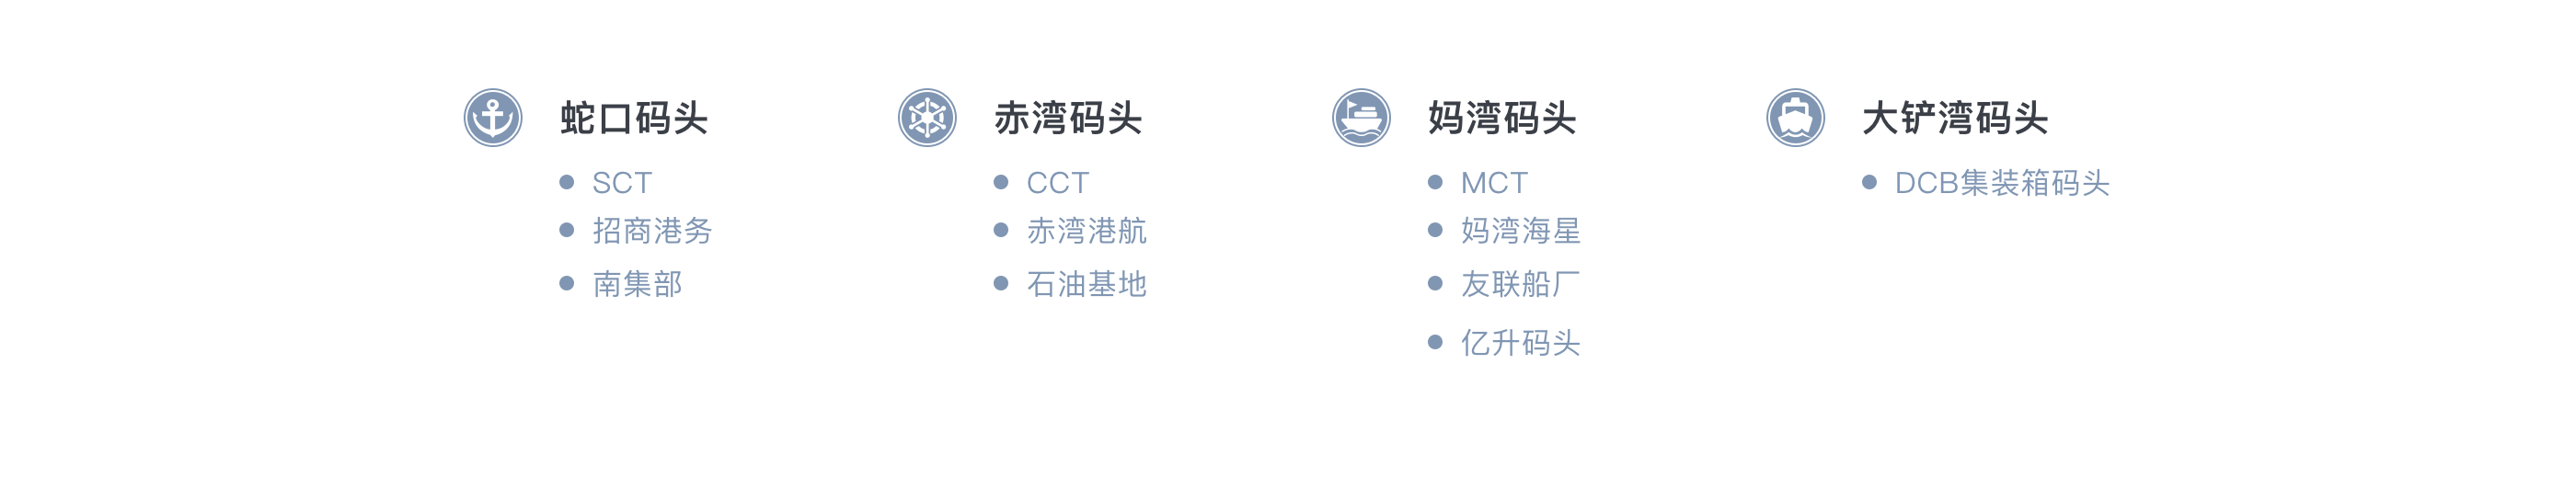 蛇口码头
SCT
招商港务
南集部
赤湾码头
CCT
赤湾港航
石油基地
妈湾码头
MCT
妈湾海星
友联船厂
亿升码头
大铲湾码头
DCB集装箱码头